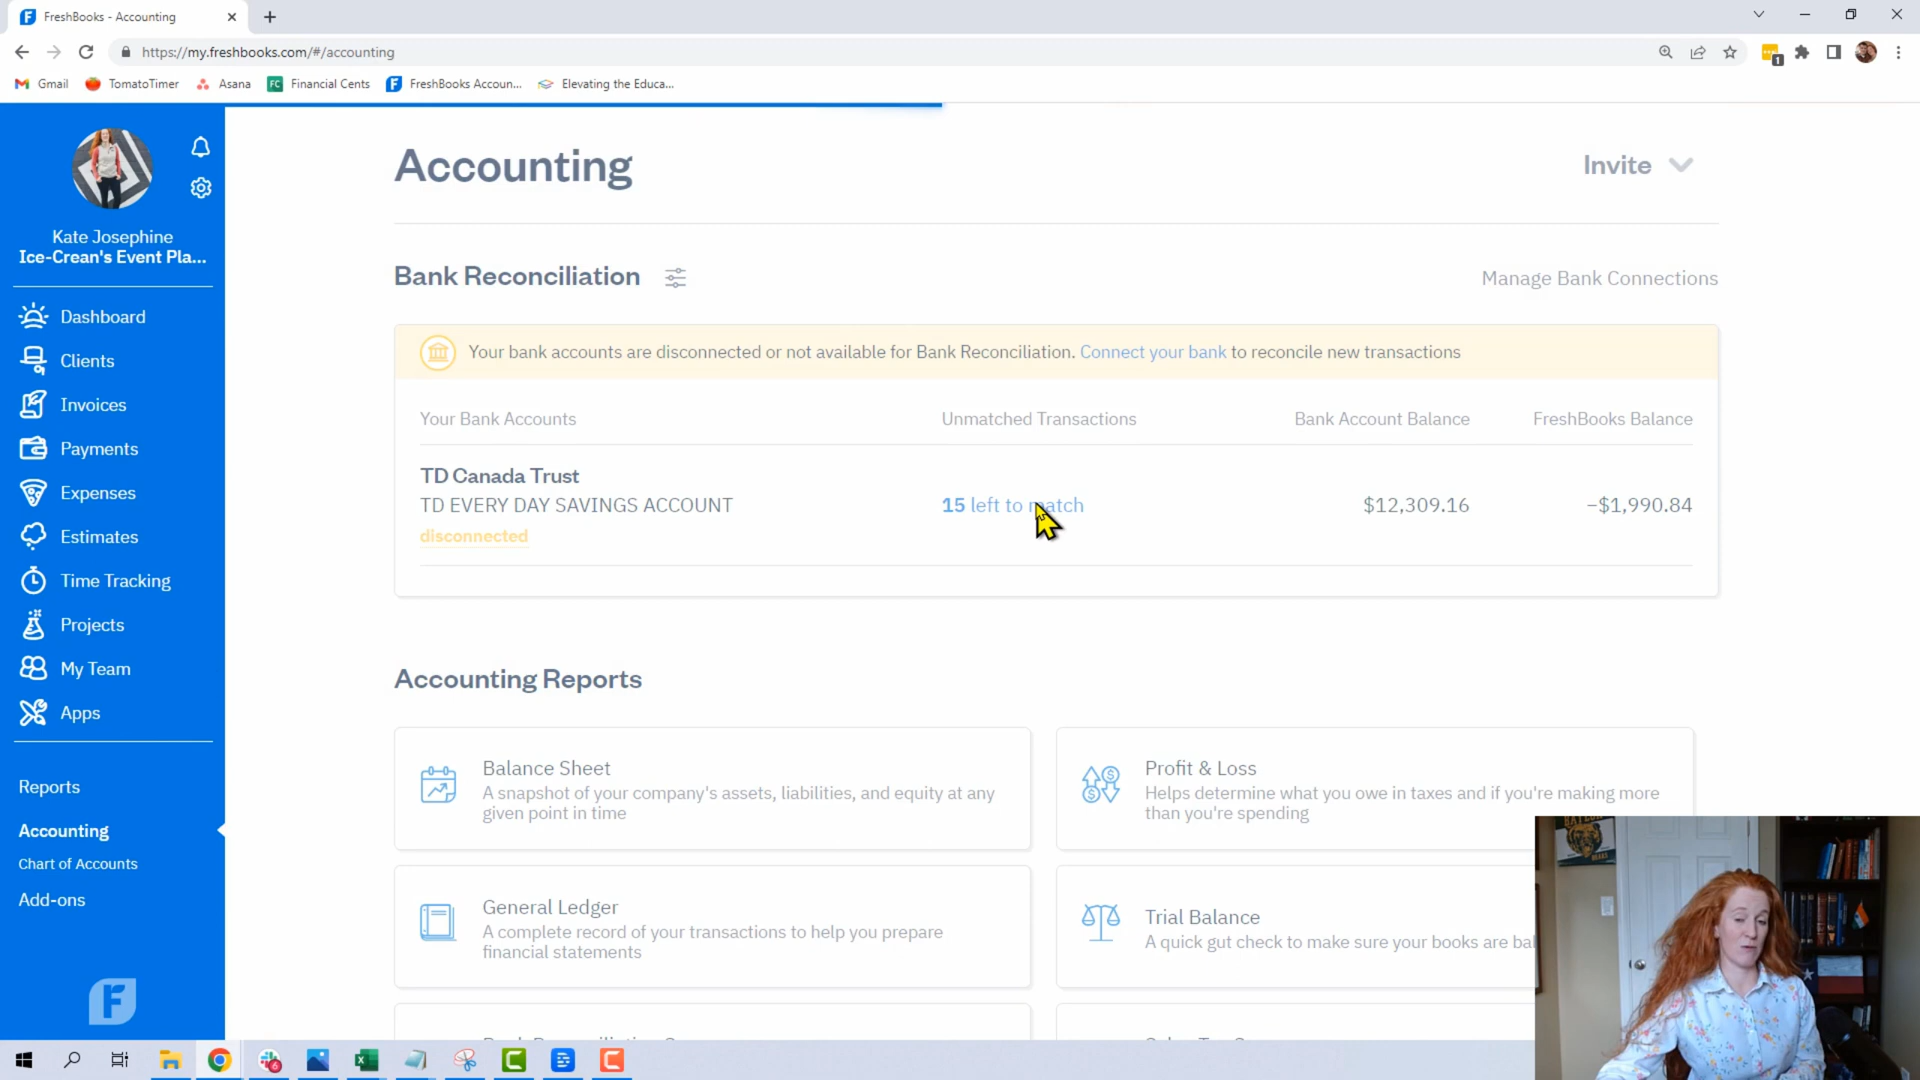 FreshBooks - Accounting
https://my.freshbooks.com/#/accounting
1
Gmail
TomatoTimer
Asana
FC
Financial Cents
FreshBooks Accoun...
Elevating the Educa...
Kate Josephine
Ice-Crean's Event Pla...
Dashboard
Clients
Invoices
Payments
Expenses
Estimates
Time Tracking
Projects
My Team
Apps
Reports
Accounting
Chart of Accounts
Add-ons
Accounting
Invite
Bank Reconciliation
Manage Bank Connections
Your bank accounts are disconnected or not available for Bank Reconciliation. Connect your bank to reconcile new transactions
Your Bank Accounts
Unmatched Transactions
Bank Account Balance
FreshBooks Balance
TD Canada Trust
TD EVERY DAY SAVINGS ACCOUNT
15 left to match
$12,309.16
–$1,990.84
disconnected
Accounting Reports
Balance Sheet
A snapshot of your company's assets, liabilities, and equity at any
given point in time
Profit & Loss
Helps determine what you owe in taxes and if you're making more
than you're spending
General Ledger
A complete record of your transactions to help you prepare
financial statements
Trial Balance
A quick gut check to make sure your books are bal
BAYLOR